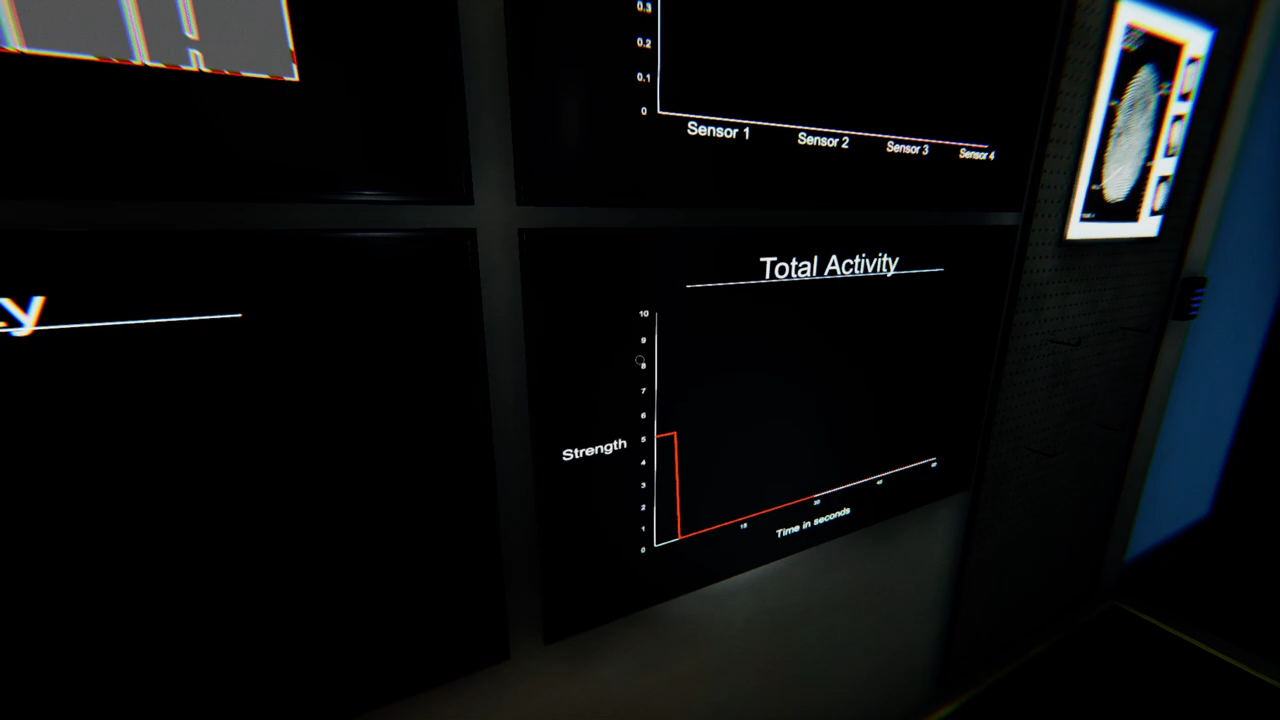 0.3
0.2
0.1
0
Sensor 1
Sensor 2
Sensor 3
Sensor 4
y
Total Activity
10
9
8
7
6
5
4
3
2
1
0
Strength
15
30
45
60
Time in seconds